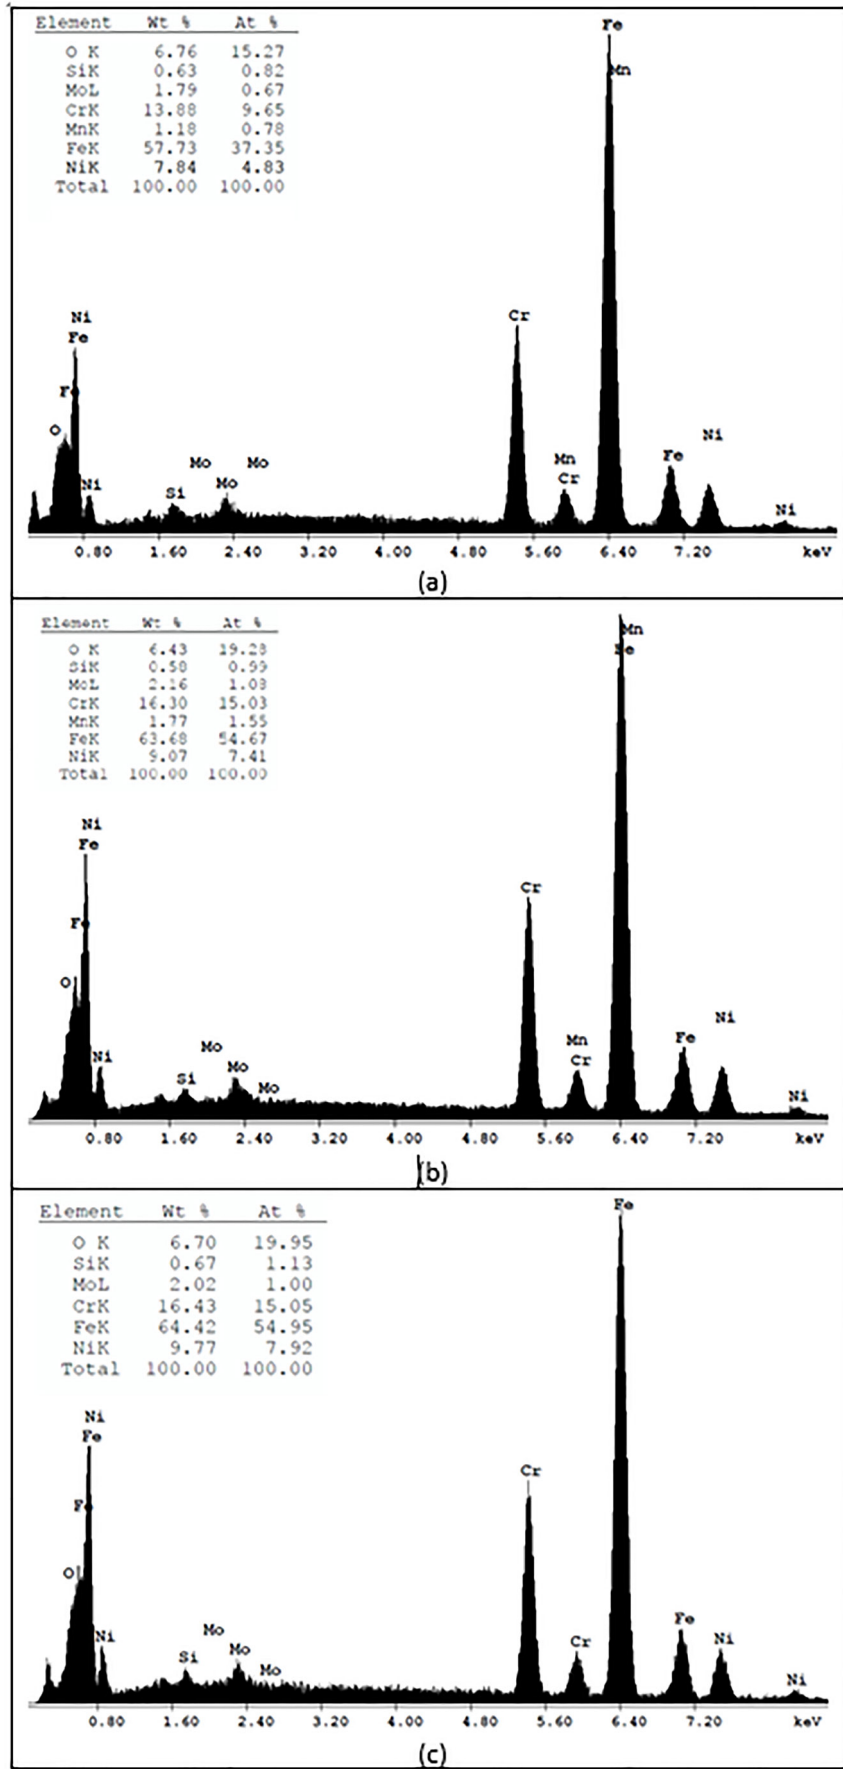 Element Wt % At %
O K 6.76 15.27
SiK 0.63 0.82
MoL 1.79 0.67
CrK 13.88 9.65
MnK 1.18 0.78
FeK 57.73 37.35
NiK 7.84 4.83
Total 100.00 100.00
Fe
Mn
Ni
Fe
Cr
Fe
O
Ni
Mo Mo
Mo
Si
Mn
Cr
Fe
Ni
Ni
0.80 1.60 2.40 3.20 4.00 4.80 5.60 6.40 7.20 keV
(a)
Element Wt % At %
O K 6.43 19.28
SiK 0.58 0.99
MoL 2.16 1.08
CrK 16.30 15.03
MnK 1.77 1.55
FeK 63.68 54.67
NiK 9.07 7.41
Total 100.00 100.00
Mn
Fe
Ni
Fe
Cr
Fe
O
Ni
Mo
Mo
Si
Mo
Mn
Cr
Fe
Ni
Ni
0.80 1.60 2.40 3.20 4.00 4.80 5.60 6.40 7.20 keV
(b)
Element Wt % At %
O K 6.70 19.95
SiK 0.67 1.13
MoL 2.02 1.00
CrK 16.43 15.05
FeK 64.42 54.95
NiK 9.77 7.92
Total 100.00 100.00
Fe
Ni
Fe
Cr
Fe
O
Ni
Mo
Mo
Si
Mo
Cr
Fe
Ni
Ni
0.80 1.60 2.40 3.20 4.00 4.80 5.60 6.40 7.20 keV
(c)